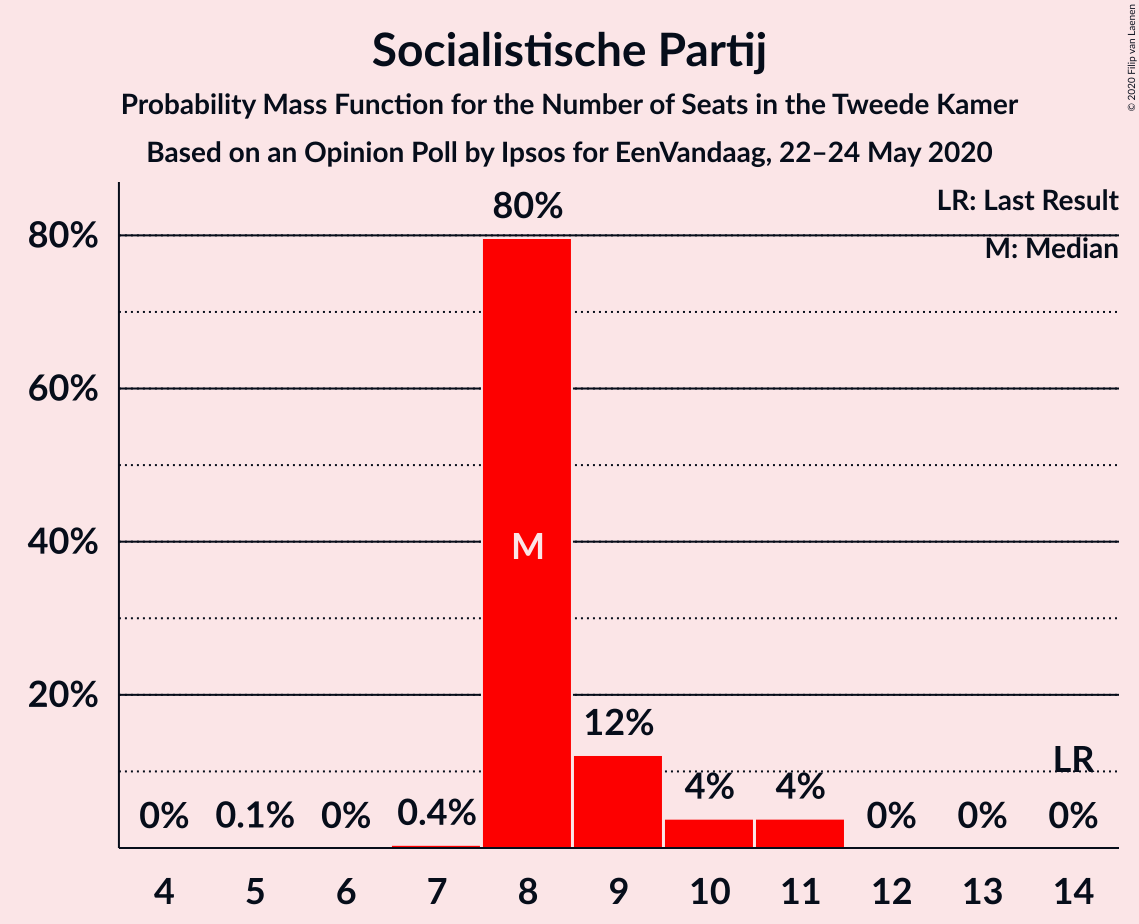 Socialistische Partij
Probability Mass Function for the Number of Seats in the Tweede Kamer
Based on an Opinion Poll by Ipsos for EenVandaag, 22–24 May 2020
© 2020 Filip van Laenen
LR: Last Result
M: Median
80%
60%
40%
20%
0%
0.1%
0%
0.4%
80%
M
12%
4%
4%
0%
0%
LR
0%
4 5 6 7 8 9 10 11 12 13 14